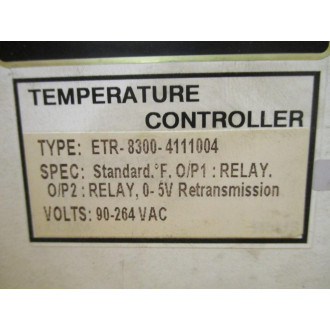 TEMPERATURE
CONTROLLER
TYPE: ETR-8300-4111004
SPEC: Standard,°F. O/P1 : RELAY.
O/P2 : RELAY, 0- 5V Retransmission
VOLTS: 90-264 VAC